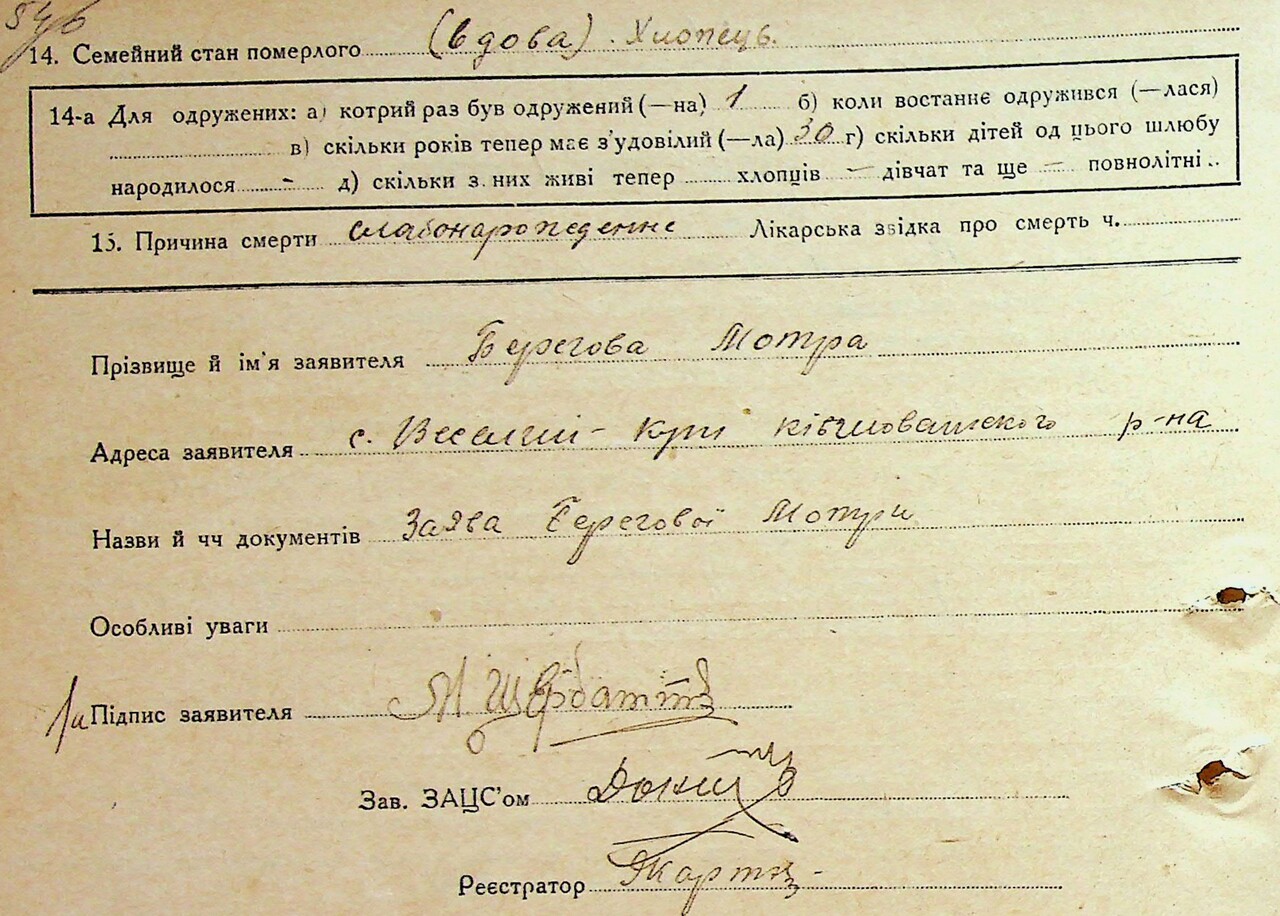 546
14. Семейний стан померлого (вдова). Хлопець.
14-а Для одружених: а) котрий раз був одружений (—на) 1 б) коли востаннє одружився (—лася)
в) скільки років тепер має з'удовілий (—ла) 30 г) скільки дітей од цього шлюбу
народилося - д) скільки з них живі тепер хлопців — дівчат та ще — повнолітні
15. Причина смерти слабонарождение Лікарська звідка про смерть ч.
Прізвище й ім'я заявителя Берегова Мотра
Адреса заявителя с. Веселий - Кут р-на
Назви й чч документів Заява Берегової Мотри
Особливі уваги
Підпис заявителя
Зав. ЗАЦС'ом
Реєстратор